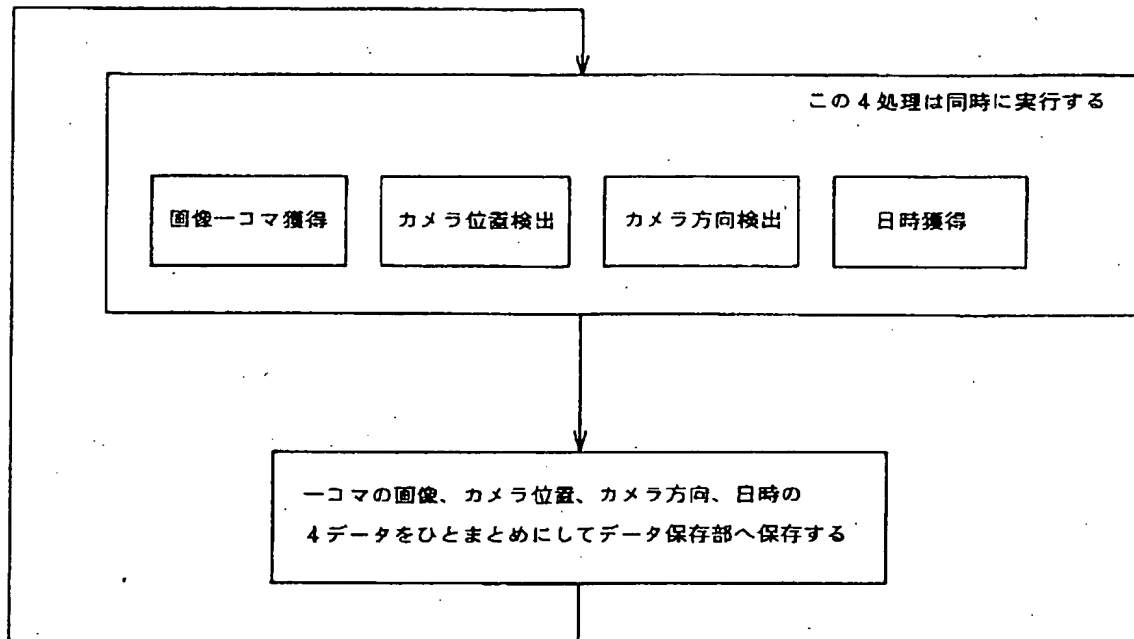 この4処理は同時に実行する
画像一コマ獲得
カメラ位置検出
カメラ方向検出
日時獲得
一コマの画像、カメラ位置、カメラ方向、日時の
4データをひとまとめにしてデータ保存部へ保存する